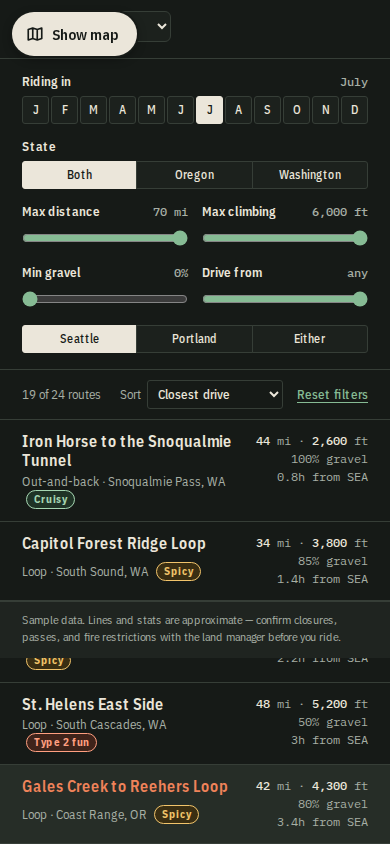 Show map
Riding in July
J F M A M J J A S O N D
State
Both Oregon Washington
Max distance 70 mi Max climbing 6,000 ft
Min gravel 0% Drive from any
Seattle Portland Either
19 of 24 routes Sort Closest drive Reset filters
Iron Horse to the Snoqualmie 44 mi · 2,600 ft
Tunnel 100% gravel
Out-and-back · Snoqualmie Pass, WA 0.8h from SEA
Cruisy
Capitol Forest Ridge Loop 34 mi · 3,800 ft
Loop · South Sound, WA Spicy 85% gravel
1.4h from SEA
Sample data. Lines and stats are approximate — confirm closures,
passes, and fire restrictions with the land manager before you ride.
Spicy 2.2h from SEA
St. Helens East Side 48 mi · 5,200 ft
Loop · South Cascades, WA 50% gravel
Type 2 fun 3h from SEA
Gales Creek to Reehers Loop 42 mi · 4,300 ft
Loop · Coast Range, OR Spicy 80% gravel
3.4h from SEA